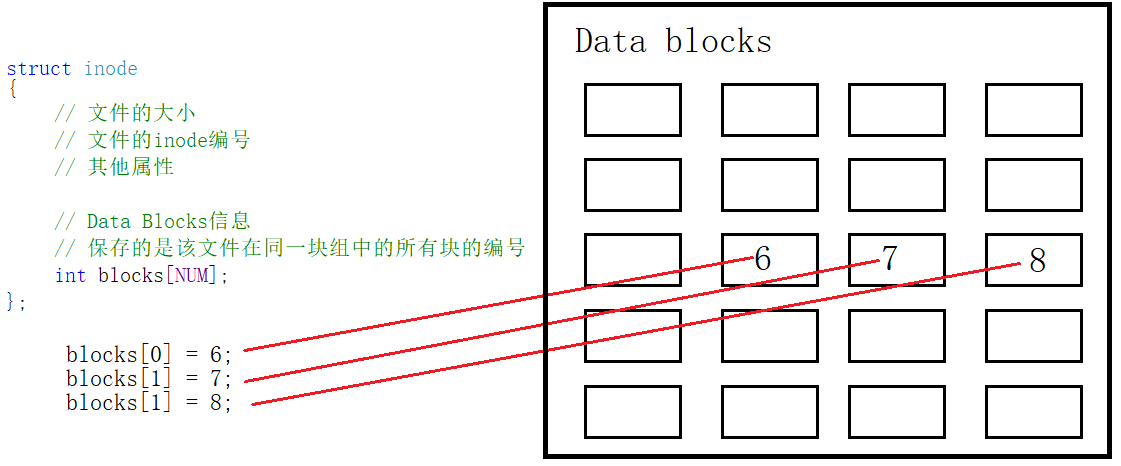 struct inode
{
// 文件的大小
// 文件的inode编号
// 其他属性
// Data Blocks信息
// 保存的是该文件在同一块组中的所有块的编号
int blocks[NUM];
};
blocks[0] = 6;
blocks[1] = 7;
blocks[1] = 8;
Data blocks
6 7 8